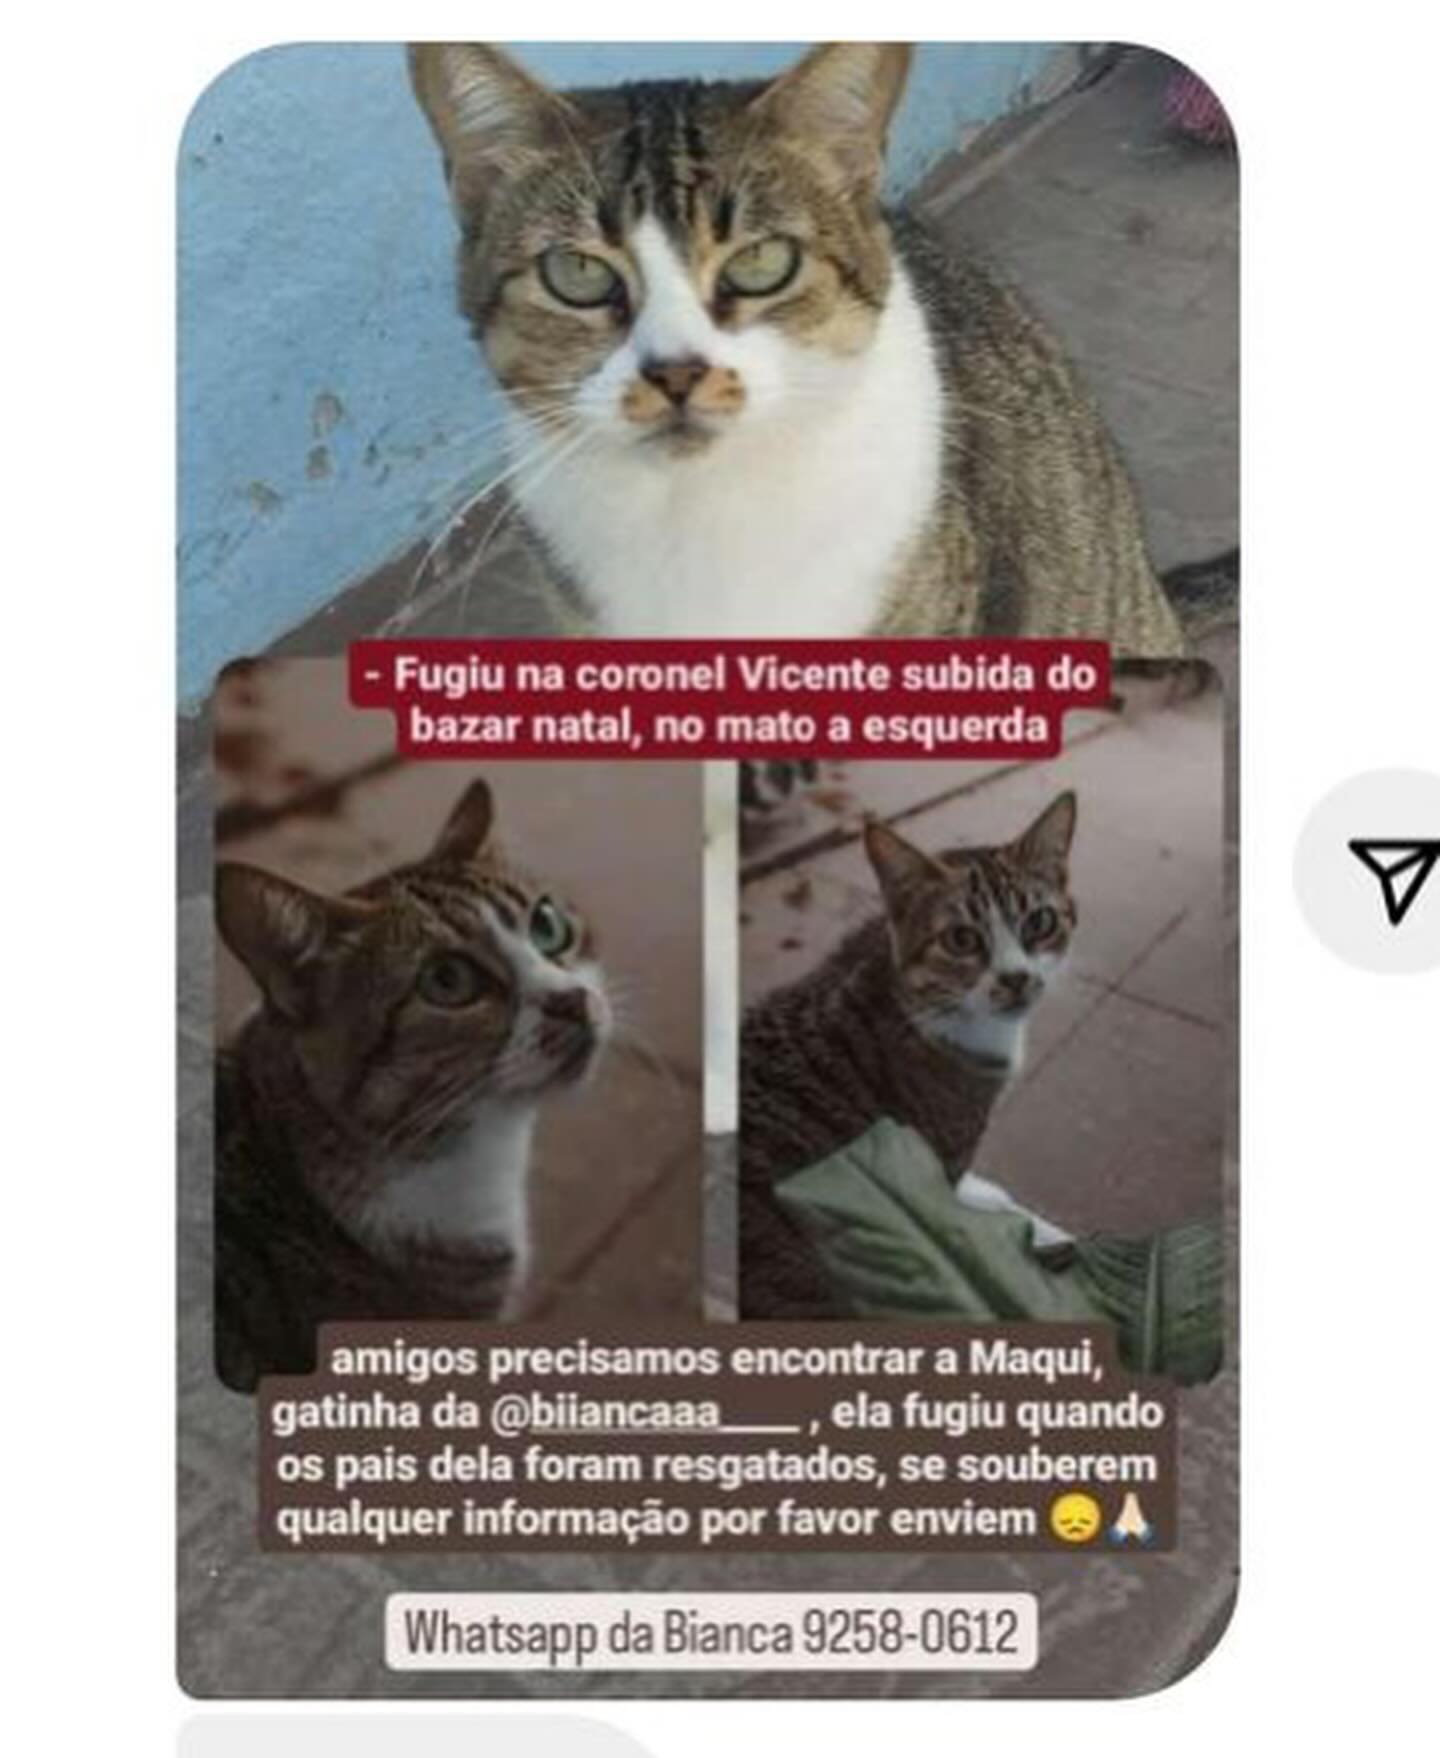 - Fugiu na coronel Vicente subida do
bazar natal, no mato a esquerda
amigos precisamos encontrar a Maqui,
gatinha da @biiancaaa____ , ela fugiu quando
os pais dela foram resgatados, se souberem
qualquer informação por favor enviem 😞🙏🏻
Whatsapp da Bianca 9258-0612